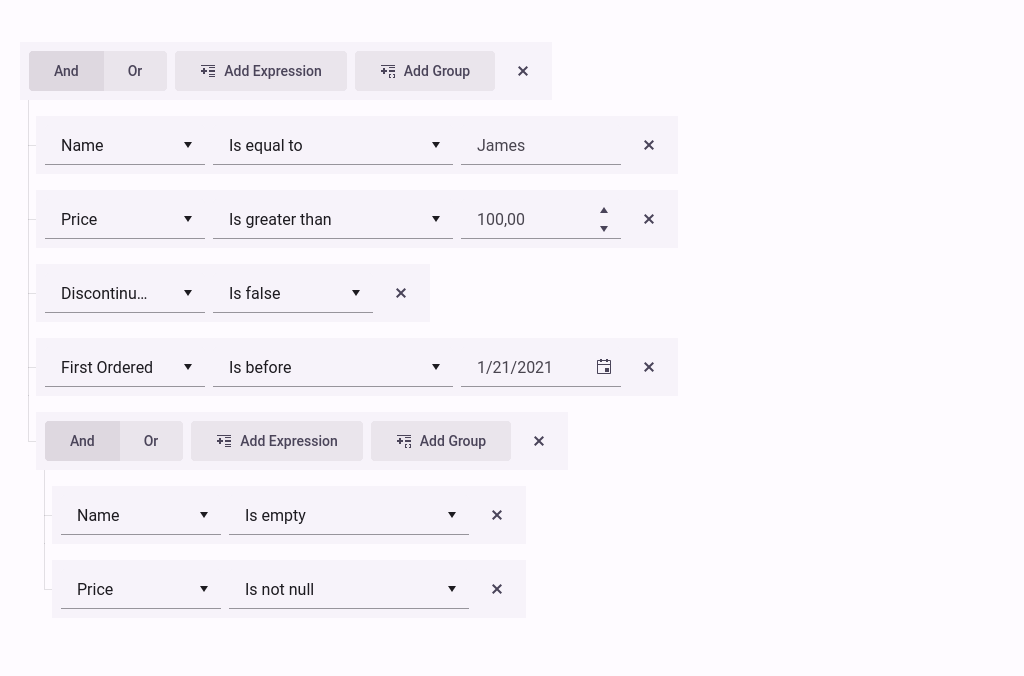 And Or Add Expression Add Group
Name Is equal to James
Price Is greater than 100,00
Discontinu... Is false
First Ordered Is before 1/21/2021
And Or Add Expression Add Group
Name Is empty
Price Is not null